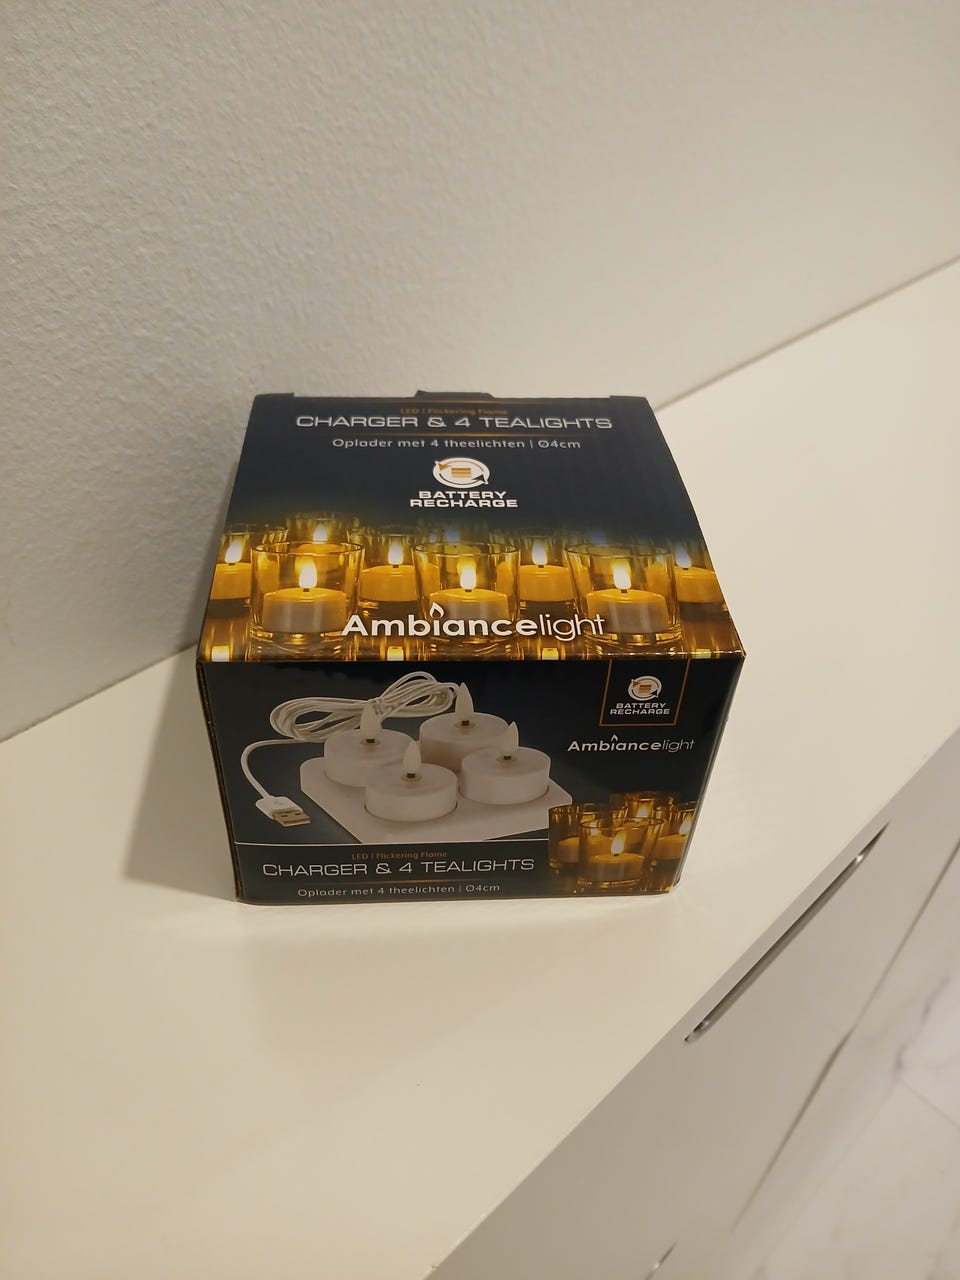 LED | Flickering Flame
CHARGER & 4 TEALIGHTS
Oplader met 4 theelichten | Ø4cm
BATTERY
RECHARGE
Ambiancelight
BATTERY
RECHARGE
Ambiancelight
LED | Flickering Flame
CHARGER & 4 TEALIGHTS
Oplader met 4 theelichten | Ø4cm